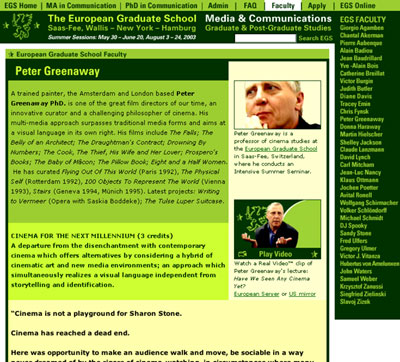 EGS Home | MA in Communication | PhD in Communication | Admin | FAQ | Faculty | Apply | EGS Online
The European Graduate School
Saas-Fee, Wallis – New York – Hamburg
Summer Sessions: May 30 – June 20, August 3 – 24, 2003
Media & Communications
Graduate & Post-Graduate Studies
Search EGS
European Graduate School Faculty
Peter Greenaway
A trained painter, the Amsterdam and London based Peter
Greenaway PhD. is one of the great film directors of our time, an
innovative curator and a challenging philosopher of cinema. His
multi-media approach surpasses traditional media forms and aims at
a visual language in its own right. His films include The Falls; The
Belly of an Architect; The Draughtman's Contract; Drowning By
Numbers; The Cook, The Thief, His Wife and Her Lover; Prospero's
Books; The Baby of Mâcon; The Pillow Book; Eight and a Half Women.
He has curated Flying Out Of This World (Paris 1992), The Physical
Self (Rotterdam 1992), 100 Objects To Represent The World (Vienna
1993), Stairs (Geneva 1994, Münich 1995). Latest projects: Writing
to Vermeer (Opera with Saskia Boddeke); The Tulse Luper Suitcase.
CINEMA FOR THE NEXT MILLENNIUM (3 credits)
A departure from the disenchantment with contemporary
cinema which offers alternatives by considering a hybrid of
cinematic art and new media environments; an approach which
simultaneously realizes a visual language independent from
storytelling and identification.
"Cinema is not a playground for Sharon Stone.
Cinema has reached a dead end.
Here was opportunity to make an audience walk and move, be sociable in a way
Peter Greenaway is a
professor of cinema studies
at the European Graduate School
in Saas-Fee, Switzerland,
where he conducts an
Intensive Summer Seminar.
Play Video
Watch a Real Video™ clip of
Peter Greenaway's lecture:
Have We Seen Any Cinema
Yet?
European Server or US mirror
EGS FACULTY
Giorgio Agamben
Chantal Akerman
Pierre Aubenque
Alain Badiou
Jean Baudrillard
Yve-Alain Bois
Catherine Breillat
Victor Burgin
Judith Butler
Diane Davis
Tracey Emin
Chris Fynsk
Peter Greenaway
Donna Haraway
Martin Hielscher
Shelley Jackson
Claude Lanzmann
David Lynch
Carl Mitcham
Jean-Luc Nancy
Klaus Ottmann
Jochen Poetter
Avital Ronell
Wolfgang Schirmacher
Volker Schlöndorff
Michael Schmidt
DJ Spooky
Sandy Stone
Fred Ulfers
Gregory Ulmer
Victor J. Vitanza
Hubertus von Amelunxen
John Waters
Samuel Weber
Krzysztof Zanussi
Siegfried Zielinski
Slavoj Zizek